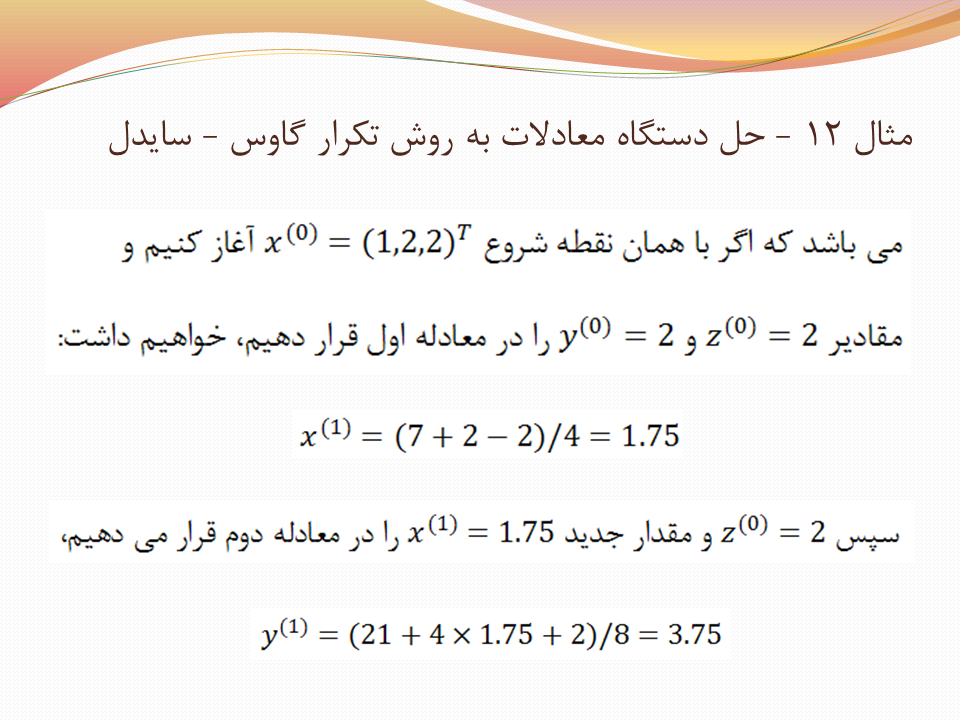 مثال ۱۲ - حل دستگاه معادلات به روش تکرار گاوس - سایدل
می باشد که اگر با همان نقطه شروع x⁽⁰⁾ = (1,2,2)ᵀ آغاز کنیم و
مقادیر z⁽⁰⁾ = 2 و y⁽⁰⁾ = 2 را در معادله اول قرار دهیم، خواهیم داشت:
x⁽¹⁾ = (7 + 2 − 2)/4 = 1.75
سپس z⁽⁰⁾ = 2 و مقدار جدید x⁽¹⁾ = 1.75 را در معادله دوم قرار می دهیم،
y⁽¹⁾ = (21 + 4 × 1.75 + 2)/8 = 3.75